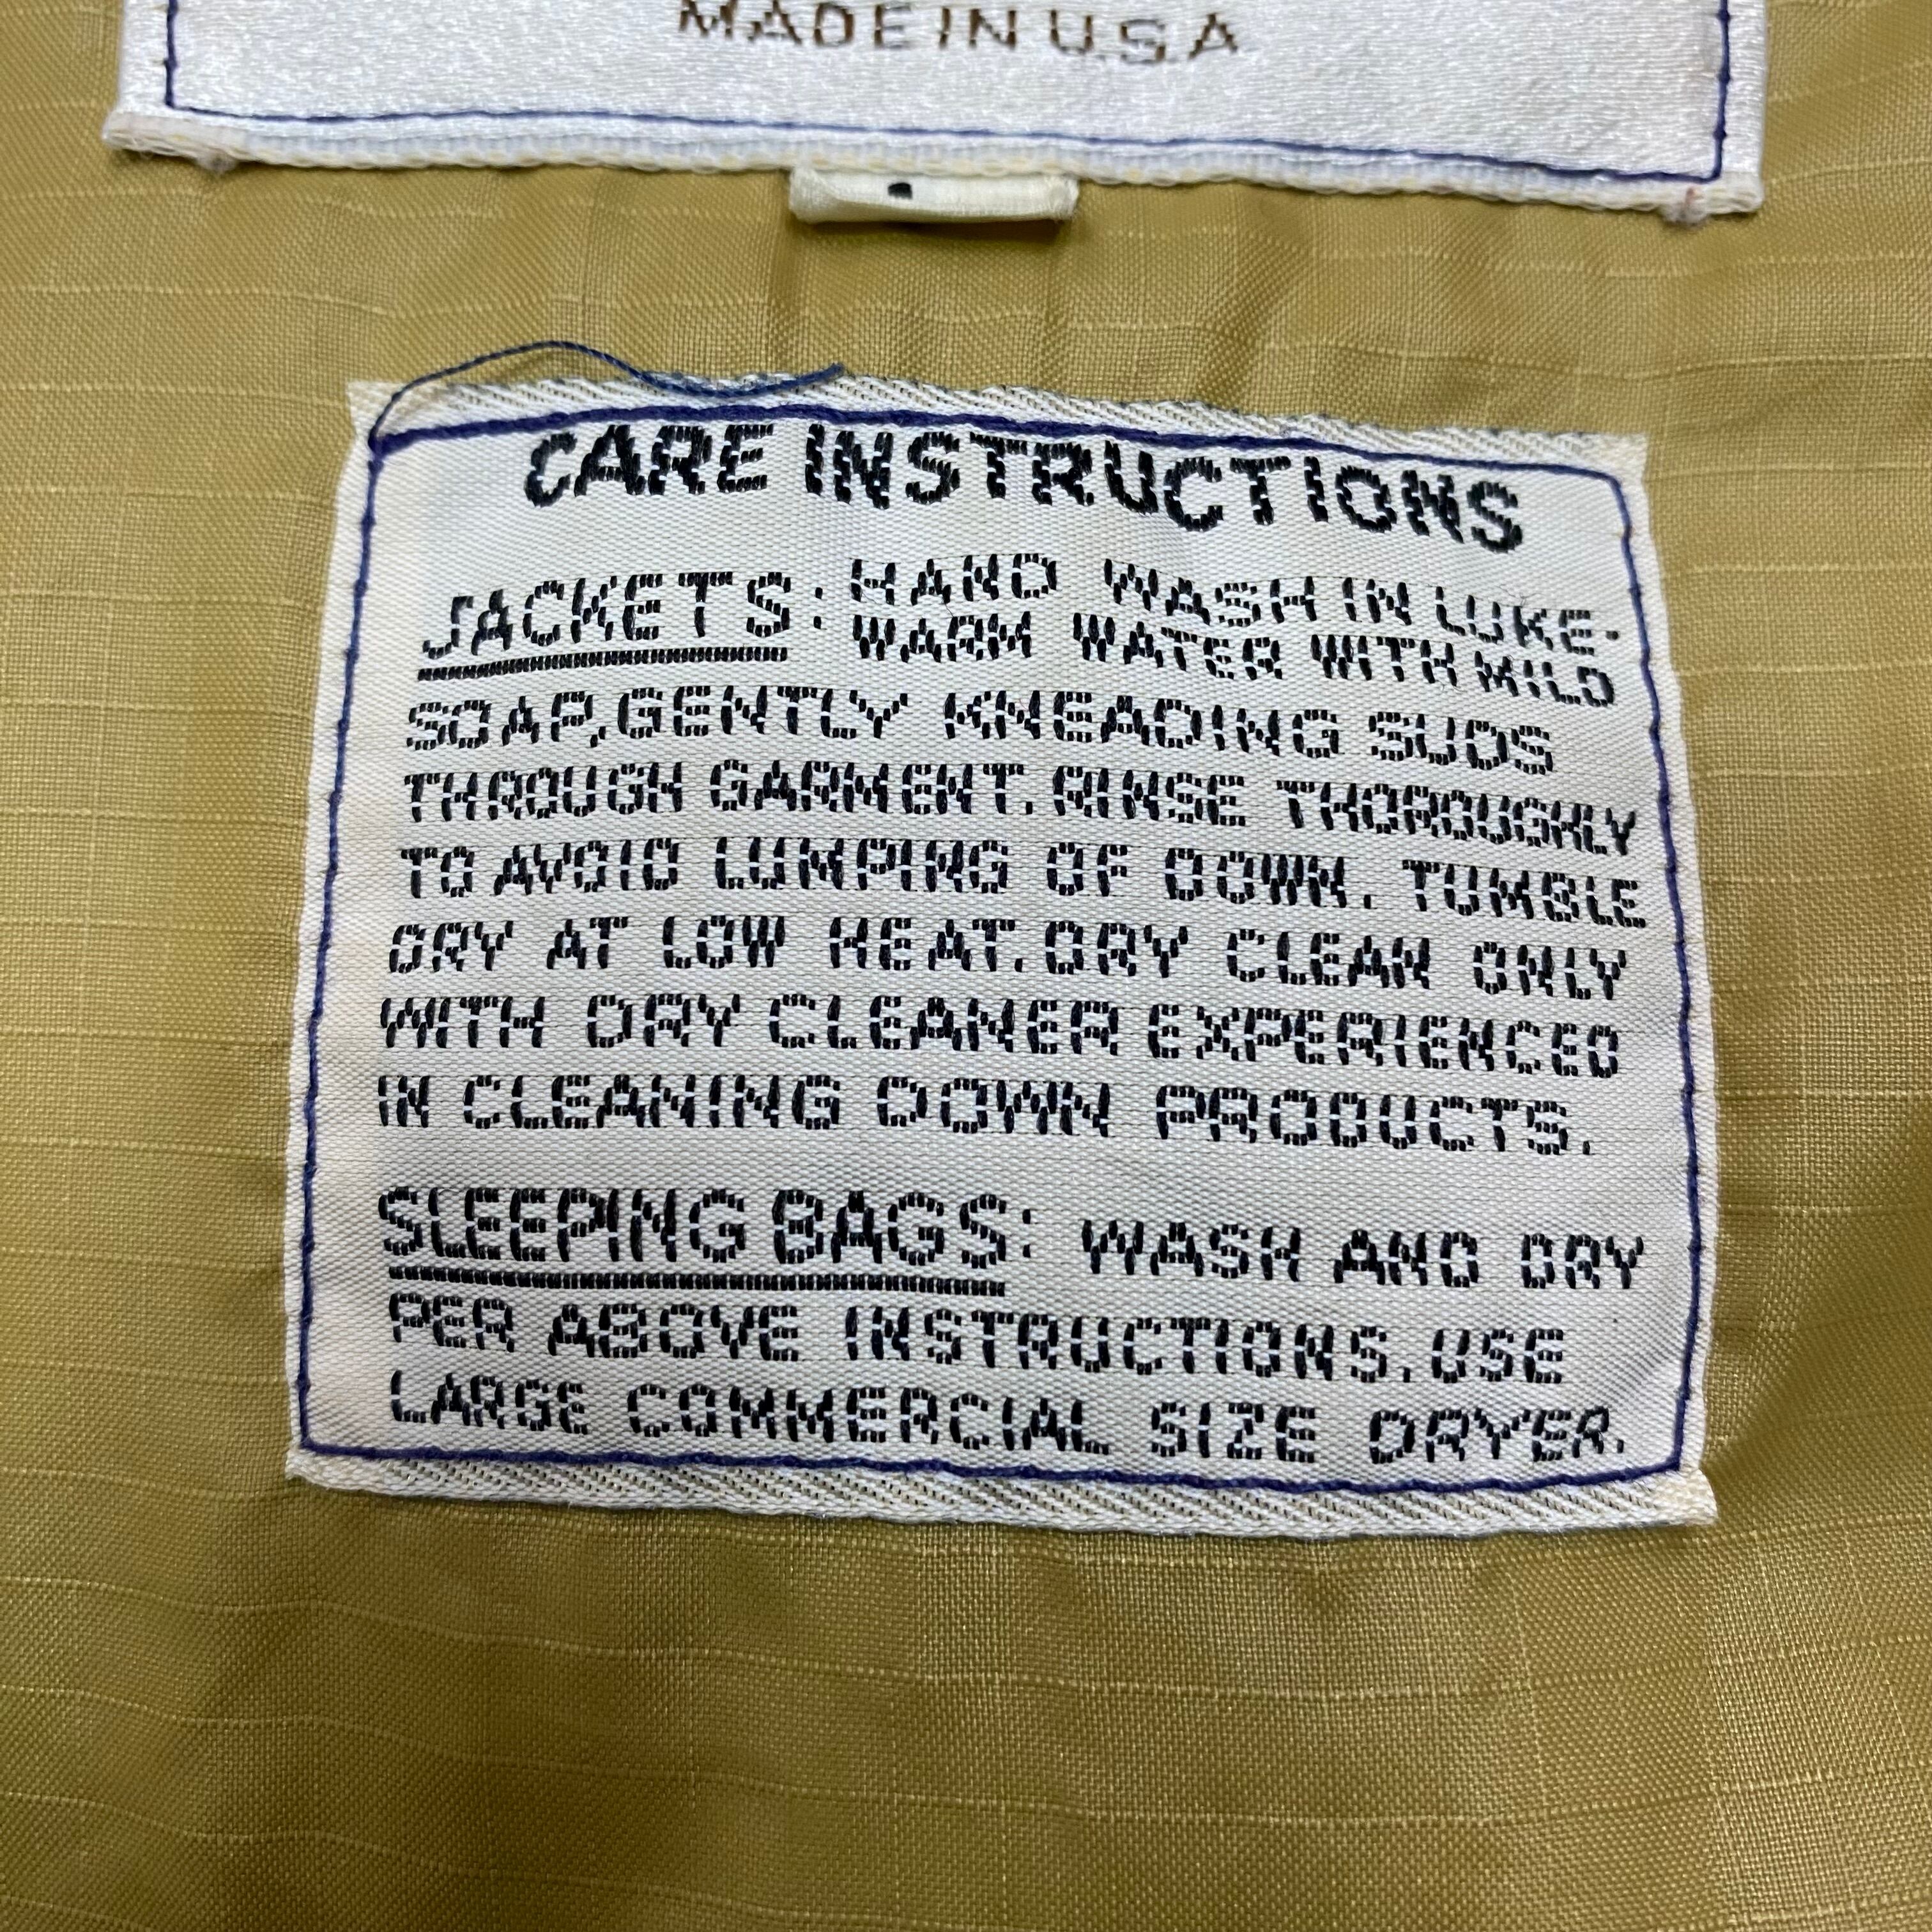 MADE IN U.S.A
CARE INSTRUCTIONS
JACKETS: HAND WASH IN LUKE-
WARM WATER WITH MILD
SOAP, GENTLY KNEADING SUDS
THROUGH GARMENT. RINSE THOROUGHLY
TO AVOID LUMPING OF DOWN. TUMBLE
DRY AT LOW HEAT. DRY CLEAN ONLY
WITH DRY CLEANER EXPERIENCED
IN CLEANING DOWN PRODUCTS.
SLEEPING BAGS: WASH AND DRY
PER ABOVE INSTRUCTIONS. USE
LARGE COMMERCIAL SIZE DRYER.